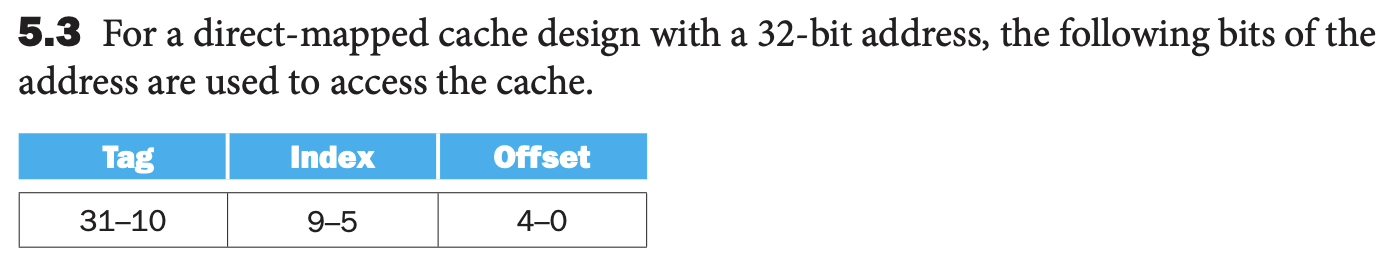 5.3 For a direct-mapped cache design with a 32-bit address, the following bits of the
address are used to access the cache.
Tag Index Offset
31–10 9–5 4–0